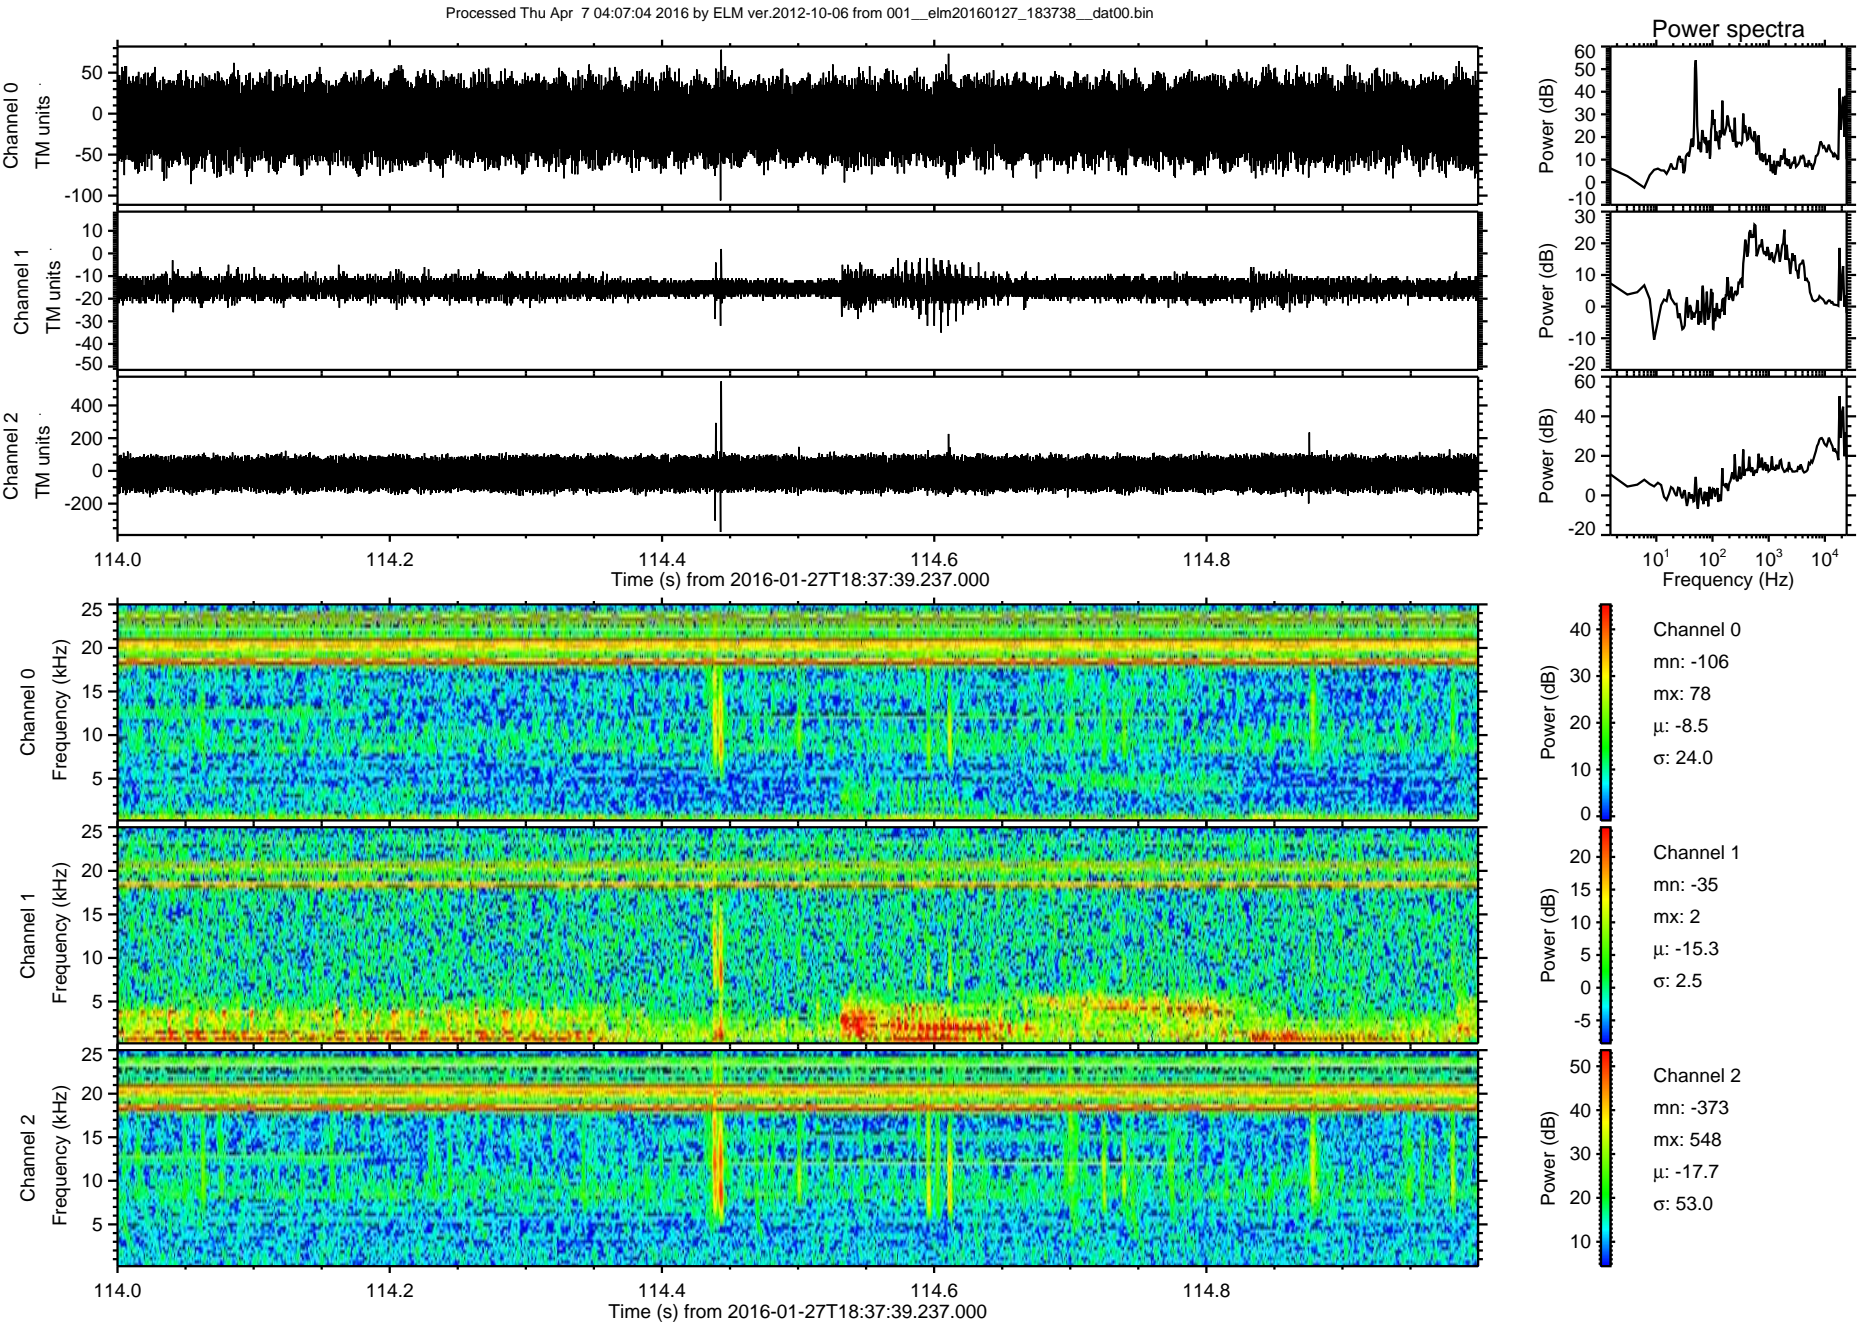 Processed Thu Apr  7 04:07:04 2016 by ELM ver.2012-10-06 from 001__elm20160127_183738__dat00.bin
Power spectra
Channel 0
TM units
50
0
-50
-100
Power (dB)
60
50
40
30
20
10
0
-10
Channel 1
TM units
10
0
-10
-20
-30
-40
-50
Power (dB)
30
20
10
0
-10
-20
Channel 2
TM units
400
200
0
-200
Power (dB)
60
40
20
0
-20
114.0 114.2 114.4 114.6 114.8
Time (s) from 2016-01-27T18:37:39.237.000
10^1 10^2 10^3 10^4
Frequency (Hz)
Channel 0
Frequency (kHz)
25
20
15
10
5
Power (dB)
40
30
20
10
0
Channel 0
mn: -106
mx: 78
µ: -8.5
σ: 24.0
Channel 1
Frequency (kHz)
25
20
15
10
5
Power (dB)
20
15
10
5
0
-5
Channel 1
mn: -35
mx: 2
µ: -15.3
σ: 2.5
Channel 2
Frequency (kHz)
25
20
15
10
5
Power (dB)
50
40
30
20
10
Channel 2
mn: -373
mx: 548
µ: -17.7
σ: 53.0
114.0 114.2 114.4 114.6 114.8
Time (s) from 2016-01-27T18:37:39.237.000